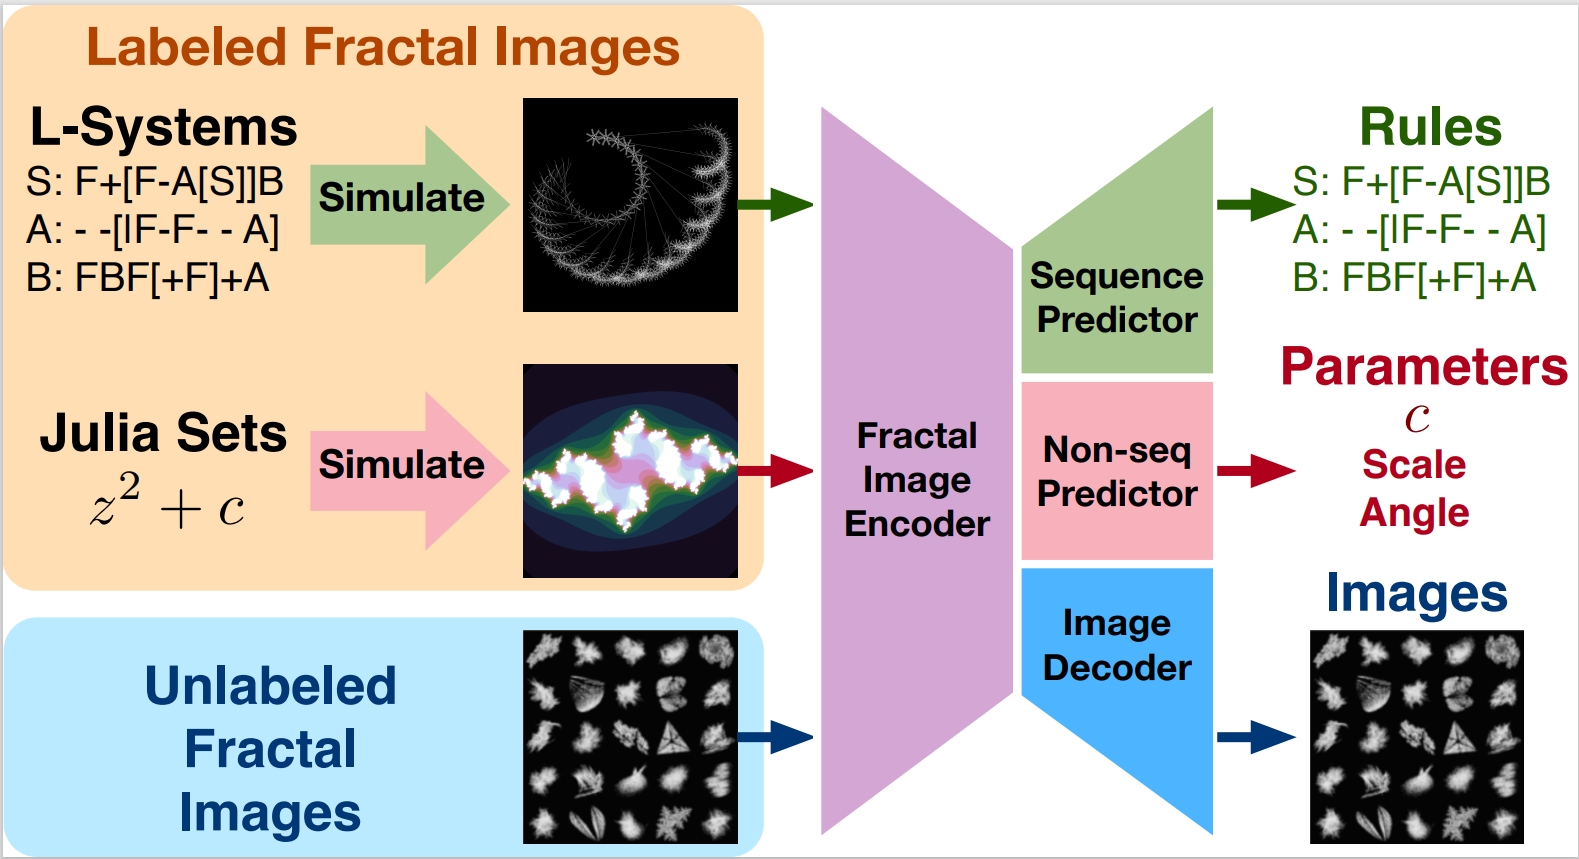 Labeled Fractal Images
L-Systems
S: F+[F-A[S]]B
A: - -[IF-F- - A]
B: FBF[+F]+A
Simulate
Julia Sets
z² + c
Simulate
Unlabeled
Fractal
Images
Fractal
Image
Encoder
Sequence
Predictor
Non-seq
Predictor
Image
Decoder
Rules
S: F+[F-A[S]]B
A: - -[IF-F- - A]
B: FBF[+F]+A
Parameters
c
Scale
Angle
Images